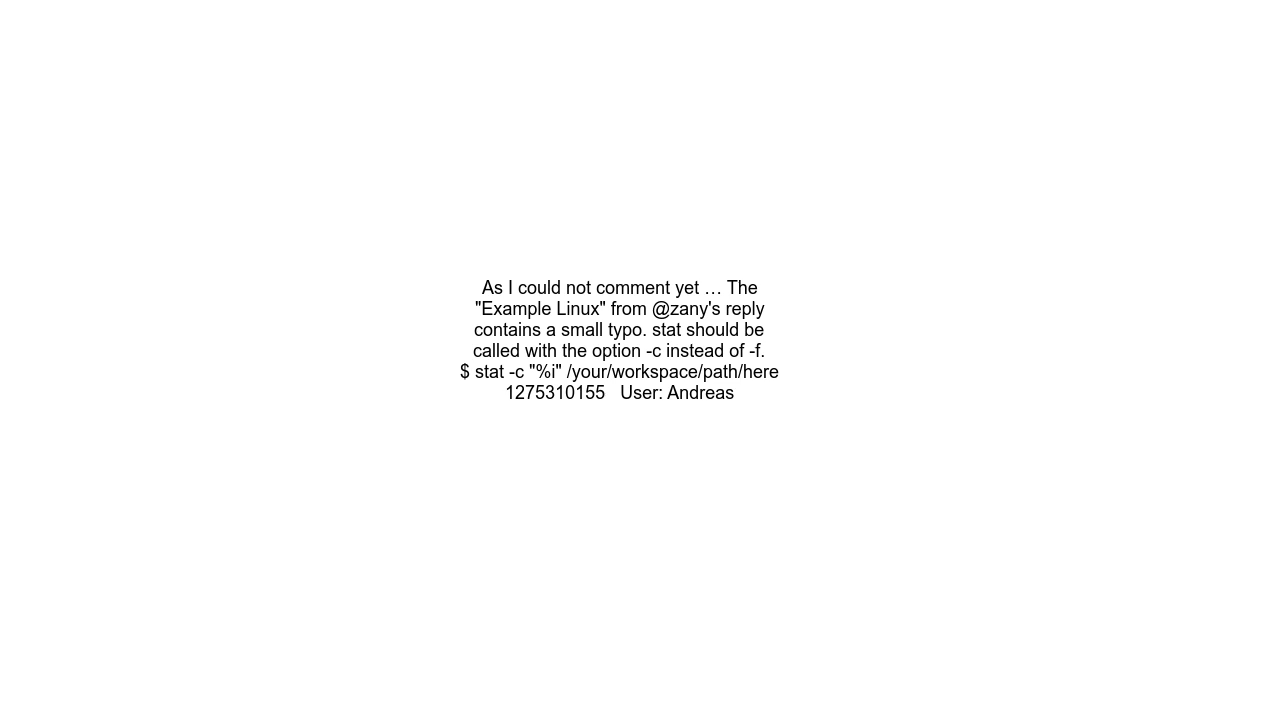 As I could not comment yet … The
"Example Linux" from @zany's reply
contains a small typo. stat should be
called with the option -c instead of -f.
$ stat -c "%i" /your/workspace/path/here
1275310155   User: Andreas